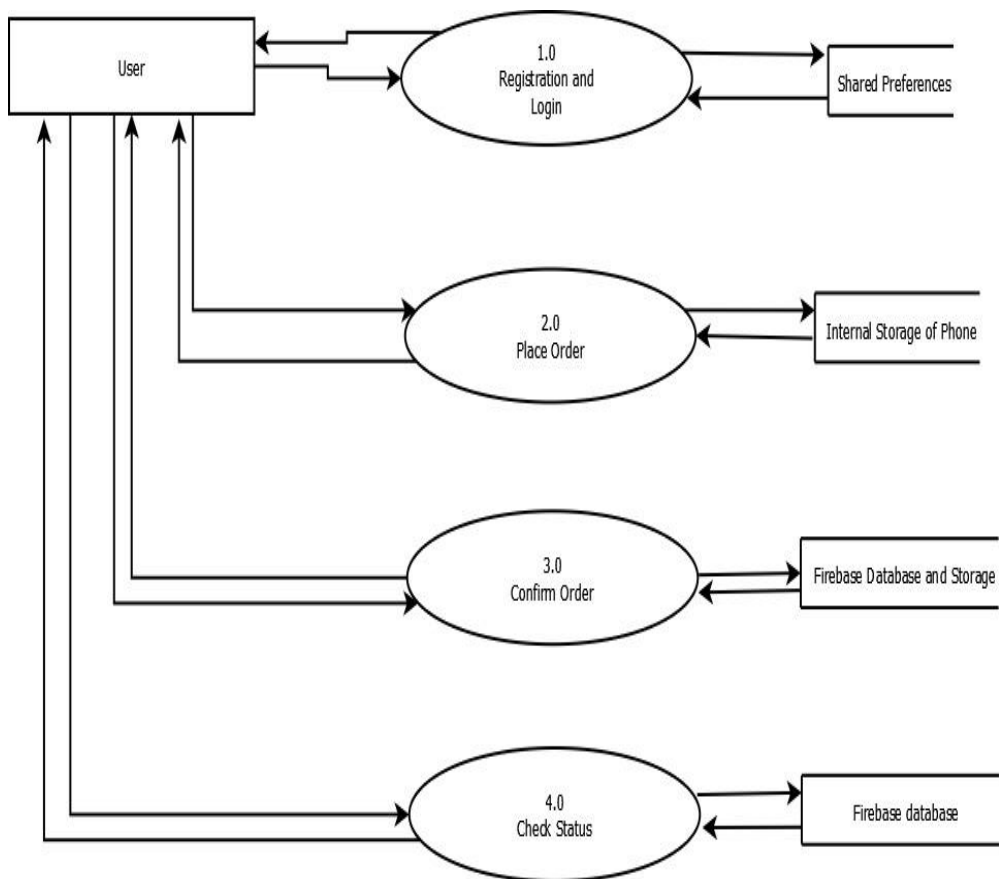 User
1.0
Registration and
Login
Shared Preferences
2.0
Place Order
Internal Storage of Phone
3.0
Confirm Order
Firebase Database and Storage
4.0
Check Status
Firebase database